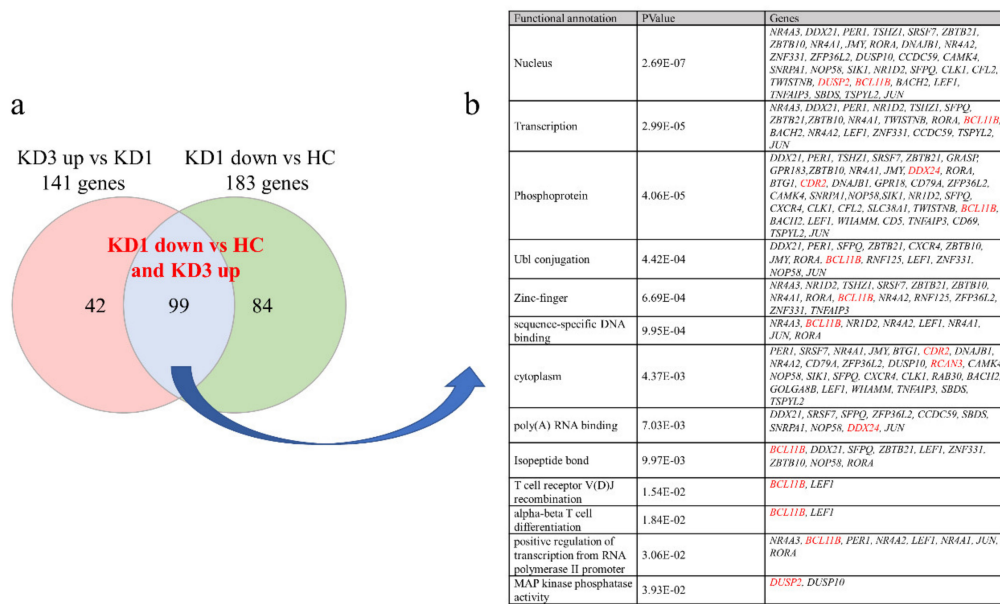 a
KD3 up vs KD1
141 genes
KD1 down vs HC
183 genes
KD1 down vs HC
and KD3 up
42
99
84
b
Functional annotation PValue Genes
Nucleus 2.69E-07
NR4A3, DDX21, PER1, TSHZ1, SRSF7, ZBTB21,
ZBTB10, NR4A1, JMY, RORA, DNAJB1, NR4A2,
ZNF331, ZFP36L2, DUSP10, CCDC59, CAMK4,
SNRPA1, NOP58, SIK1, NR1D2, SFPQ, CLK1, CFL2,
TWISTNB, DUSP2, BCL11B, BACH2, LEF1,
TNFAIP3, SBDS, TSPYL2, JUN
Transcription 2.99E-05
NR4A3, DDX21, PER1, NR1D2, TSHZ1, SFPQ,
ZBTB21,ZBTB10, NR4A1, TWISTNB, RORA, BCL11B,
BACH2, NR4A2, LEF1, ZNF331, CCDC59, TSPYL2,
JUN
Phosphoprotein 4.06E-05
DDX21, PER1, TSHZ1, SRSF7, ZBTB21, GRASP,
GPR183,ZBTB10, NR4A1, JMY, DDX24, RORA,
BTG1, CDR2, DNAJB1, GPR18, CD79A, ZFP36L2,
CAMK4, SNRPA1,NOP58,SIK1, NR1D2, SFPQ,
CXCR4, CLK1, CFL2, SLC38A1, TWISTNB, BCL11B,
BACH2, LEF1, WHAMM, CD5, TNFAIP3, CD69,
TSPYL2, JUN
Ubl conjugation 4.42E-04
DDX21, PER1, SFPQ, ZBTB21, CXCR4, ZBTB10,
JMY, RORA, BCL11B, RNF125, LEF1, ZNF331,
NOP58, JUN
Zinc-finger 6.69E-04
NR4A3, NR1D2, TSHZ1, SRSF7, ZBTB21, ZBTB10,
NR4A1, RORA, BCL11B, NR4A2, RNF125, ZFP36L2,
ZNF331, TNFAIP3
sequence-specific DNA
binding
9.95E-04
NR4A3, BCL11B, NR1D2, NR4A2, LEF1, NR4A1,
JUN, RORA
cytoplasm 4.37E-03
PER1, SRSF7, NR4A1, JMY, BTG1, CDR2, DNAJB1,
NR4A2, CD79A, ZFP36L2, DUSP10, RCAN3, CAMK4,
NOP58, SIK1, SFPQ, CXCR4, CLK1, RAB30, BACH2,
GOLGA8B, LEF1, WHAMM, TNFAIP3, SBDS,
TSPYL2
poly(A) RNA binding 7.03E-03
DDX21, SRSF7, SFPQ, ZFP36L2, CCDC59, SBDS,
SNRPA1, NOP58, DDX24, JUN
Isopeptide bond 9.97E-03
BCL11B, DDX21, SFPQ, ZBTB21, LEF1, ZNF331,
ZBTB10, NOP58, RORA
T cell receptor V(D)J
recombination
1.54E-02
BCL11B, LEF1
alpha-beta T cell
differentiation
1.84E-02
BCL11B, LEF1
positive regulation of
transcription from RNA
polymerase II promoter
3.06E-02
NR4A3, BCL11B, PER1, NR4A2, LEF1, NR4A1, JUN,
RORA
MAP kinase phosphatase
activity
3.93E-02
DUSP2, DUSP10